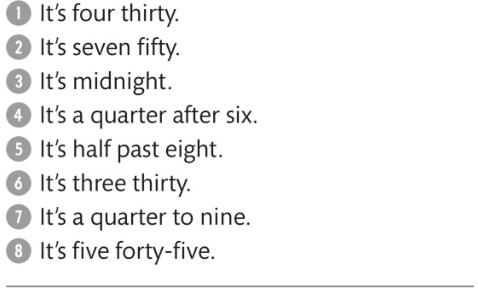 1 It's four thirty.
2 It's seven fifty.
3 It's midnight.
4 It's a quarter after six.
5 It's half past eight.
6 It's three thirty.
7 It's a quarter to nine.
8 It's five forty-five.